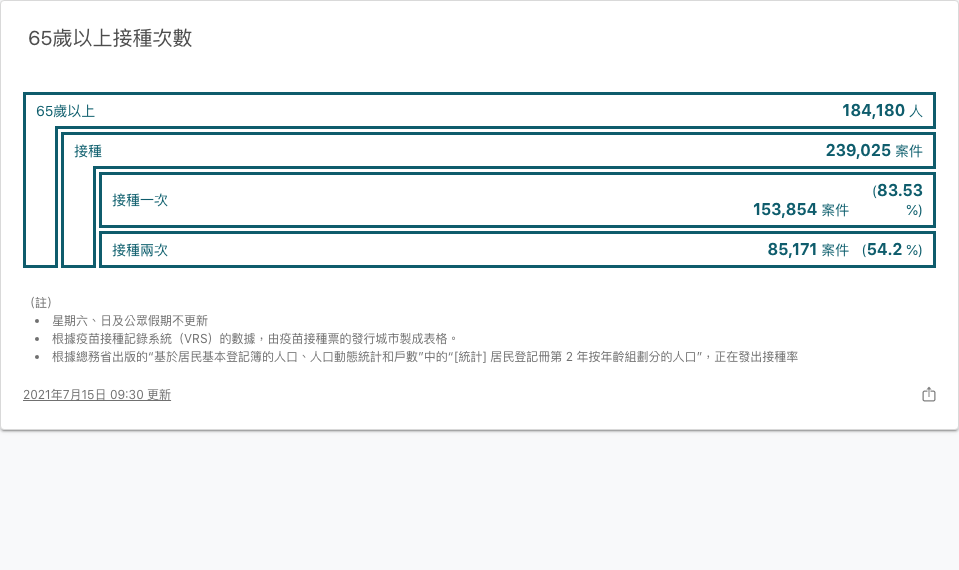 65歲以上接種次數
65歲以上 184,180 人
接種 239,025 案件
接種一次 153,854 案件 (83.53 %)
接種兩次 85,171 案件 (54.2 %)
（註）
• 星期六、日及公眾假期不更新
• 根據疫苗接種記錄系統（VRS）的數據，由疫苗接種票的發行城市製成表格。
• 根據總務省出版的“基於居民基本登記簿的人口、人口動態統計和戶數”中的“[統計] 居民登記冊第 2 年按年齡組劃分的人口”，正在發出接種率
2021年7月15日 09:30 更新